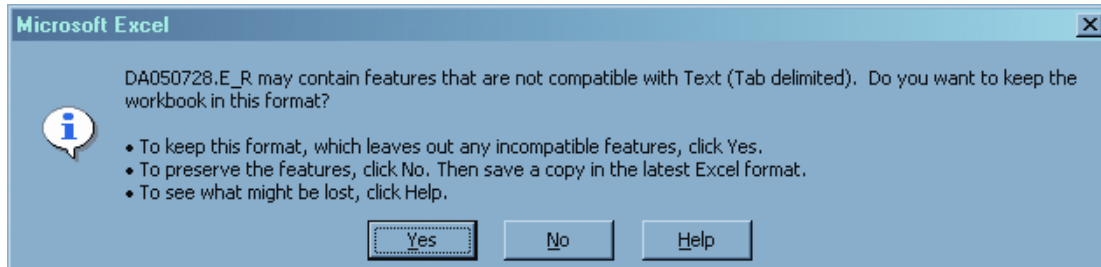 Microsoft Excel
DA050728.E_R may contain features that are not compatible with Text (Tab delimited).  Do you want to keep the
workbook in this format?
• To keep this format, which leaves out any incompatible features, click Yes.
• To preserve the features, click No. Then save a copy in the latest Excel format.
• To see what might be lost, click Help.
Yes No Help